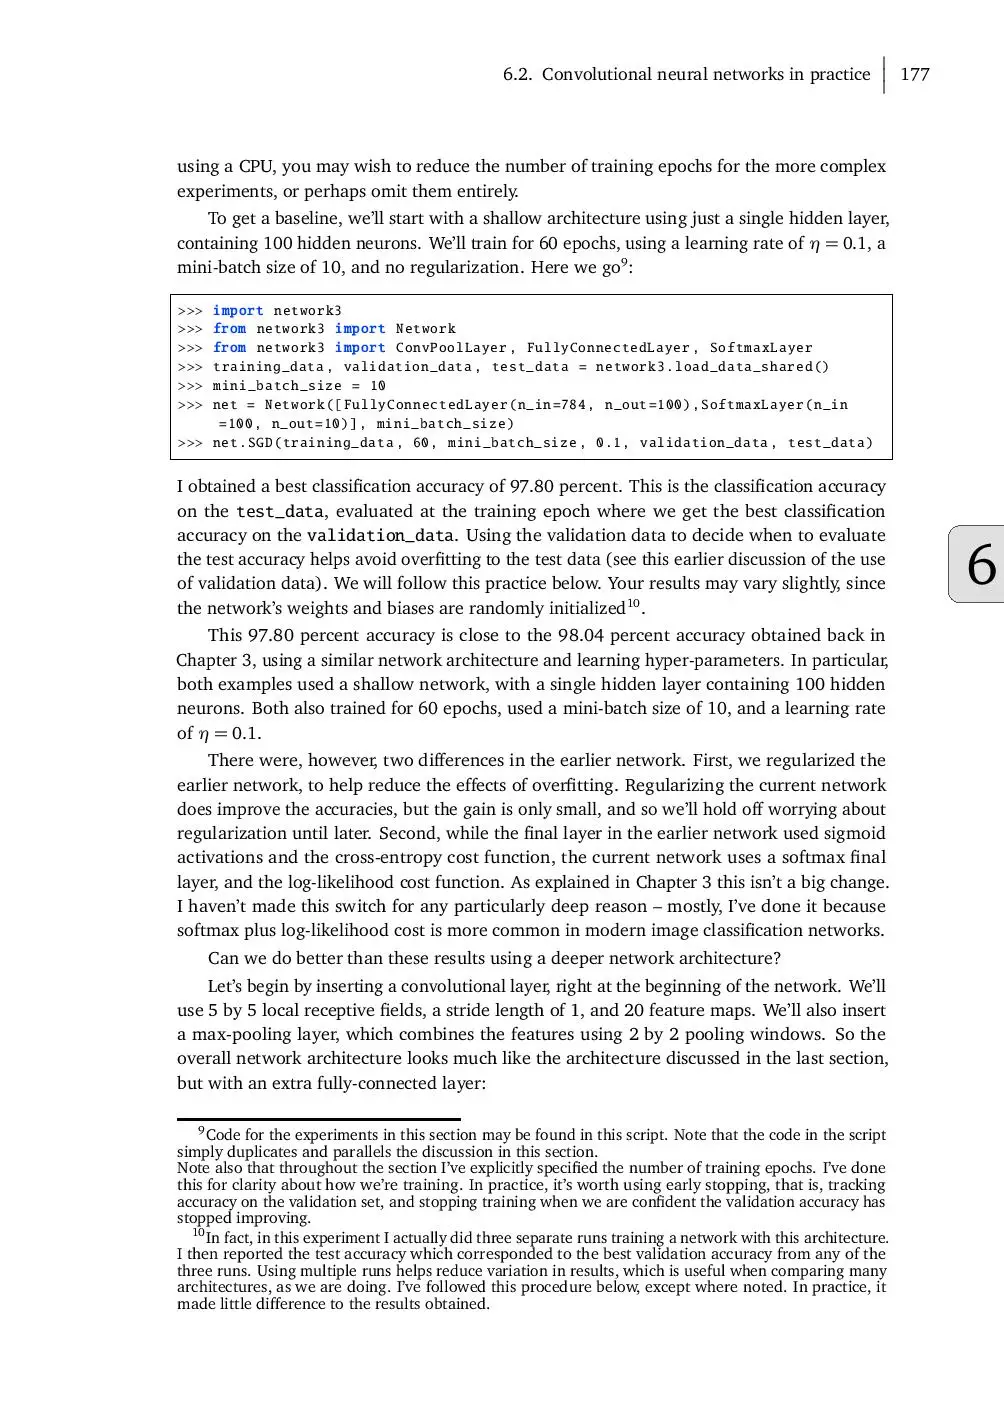 6.2. Convolutional neural networks in practice 177
using a CPU, you may wish to reduce the number of training epochs for the more complex
experiments, or perhaps omit them entirely.
To get a baseline, we'll start with a shallow architecture using just a single hidden layer,
containing 100 hidden neurons. We'll train for 60 epochs, using a learning rate of η = 0.1, a
mini-batch size of 10, and no regularization. Here we go⁹:
>>> import network3
>>> from network3 import Network
>>> from network3 import ConvPoolLayer, FullyConnectedLayer, SoftmaxLayer
>>> training_data, validation_data, test_data = network3.load_data_shared()
>>> mini_batch_size = 10
>>> net = Network([FullyConnectedLayer(n_in=784, n_out=100),SoftmaxLayer(n_in
=100, n_out=10)], mini_batch_size)
>>> net.SGD(training_data, 60, mini_batch_size, 0.1, validation_data, test_data)
I obtained a best classification accuracy of 97.80 percent. This is the classification accuracy
on the test_data, evaluated at the training epoch where we get the best classification
accuracy on the validation_data. Using the validation data to decide when to evaluate
the test accuracy helps avoid overfitting to the test data (see this earlier discussion of the use
of validation data). We will follow this practice below. Your results may vary slightly, since
the network's weights and biases are randomly initialized¹⁰.
This 97.80 percent accuracy is close to the 98.04 percent accuracy obtained back in
Chapter 3, using a similar network architecture and learning hyper-parameters. In particular,
both examples used a shallow network, with a single hidden layer containing 100 hidden
neurons. Both also trained for 60 epochs, used a mini-batch size of 10, and a learning rate
of η = 0.1.
There were, however, two differences in the earlier network. First, we regularized the
earlier network, to help reduce the effects of overfitting. Regularizing the current network
does improve the accuracies, but the gain is only small, and so we'll hold off worrying about
regularization until later. Second, while the final layer in the earlier network used sigmoid
activations and the cross-entropy cost function, the current network uses a softmax final
layer, and the log-likelihood cost function. As explained in Chapter 3 this isn't a big change.
I haven't made this switch for any particularly deep reason – mostly, I've done it because
softmax plus log-likelihood cost is more common in modern image classification networks.
Can we do better than these results using a deeper network architecture?
Let's begin by inserting a convolutional layer, right at the beginning of the network. We'll
use 5 by 5 local receptive fields, a stride length of 1, and 20 feature maps. We'll also insert
a max-pooling layer, which combines the features using 2 by 2 pooling windows. So the
overall network architecture looks much like the architecture discussed in the last section,
but with an extra fully-connected layer:
⁹Code for the experiments in this section may be found in this script. Note that the code in the script
simply duplicates and parallels the discussion in this section.
Note also that throughout the section I've explicitly specified the number of training epochs. I've done
this for clarity about how we're training. In practice, it's worth using early stopping, that is, tracking
accuracy on the validation set, and stopping training when we are confident the validation accuracy has
stopped improving.
¹⁰In fact, in this experiment I actually did three separate runs training a network with this architecture.
I then reported the test accuracy which corresponded to the best validation accuracy from any of the
three runs. Using multiple runs helps reduce variation in results, which is useful when comparing many
architectures, as we are doing. I've followed this procedure below, except where noted. In practice, it
made little difference to the results obtained.
6